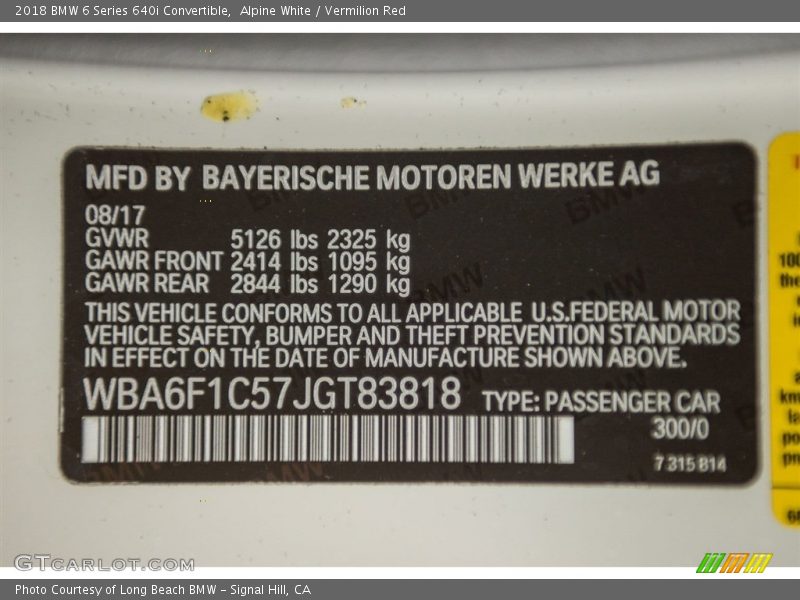 2018 BMW 6 Series 640i Convertible,  Alpine White / Vermilion Red
MFD BY BAYERISCHE MOTOREN WERKE AG
08/17
GVWR 5126 lbs 2325 kg
GAWR FRONT 2414 lbs 1095 kg
GAWR REAR 2844 lbs 1290 kg
THIS VEHICLE CONFORMS TO ALL APPLICABLE U.S.FEDERAL MOTOR
VEHICLE SAFETY, BUMPER AND THEFT PREVENTION STANDARDS
IN EFFECT ON THE DATE OF MANUFACTURE SHOWN ABOVE.
WBA6F1C57JGT83818 TYPE: PASSENGER CAR
300/0
7 315 814
GTCARLOT.COM
Photo Courtesy of Long Beach BMW – Signal Hill, CA